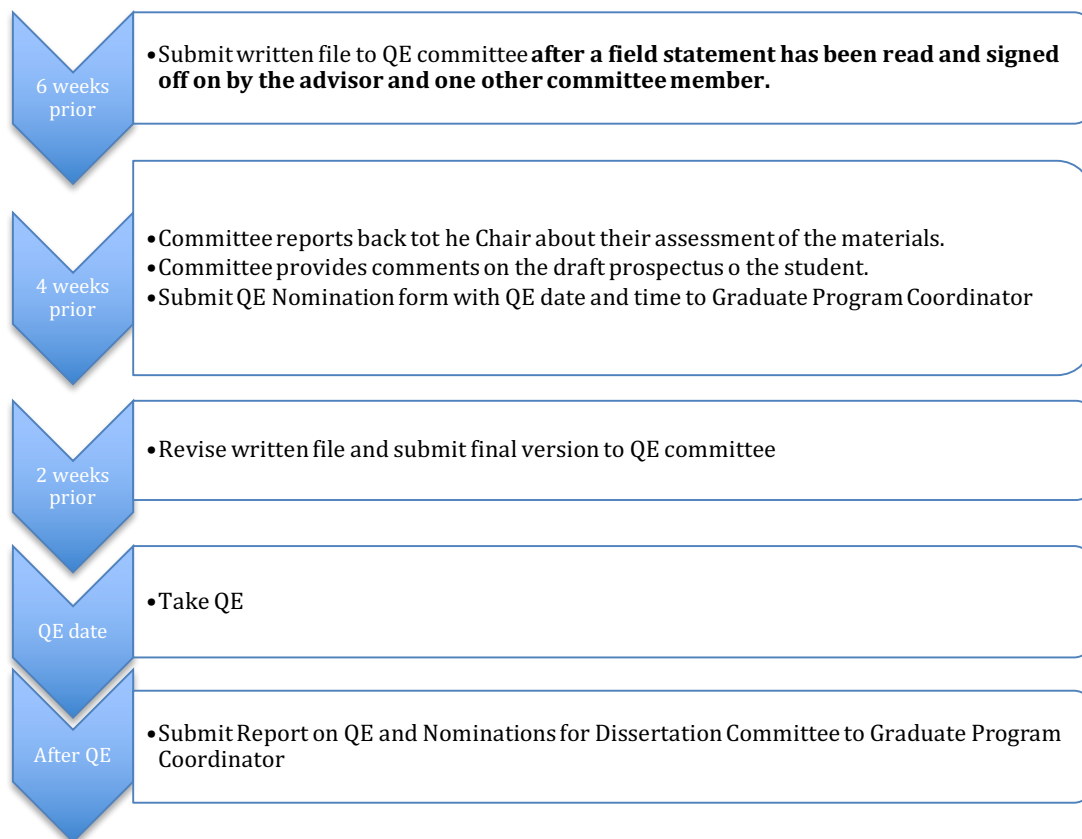 6 weeks
prior
•Submit written file to QE committee after a field statement has been read and signed
off on by the advisor and one other committee member.
4 weeks
prior
•Committee reports back tot he Chair about their assessment of the materials.
•Committee provides comments on the draft prospectus o the student.
•Submit QE Nomination form with QE date and time to Graduate Program Coordinator
2 weeks
prior
•Revise written file and submit final version to QE committee
QE date
•Take QE
After QE
•Submit Report on QE and Nominations for Dissertation Committee to Graduate Program
Coordinator